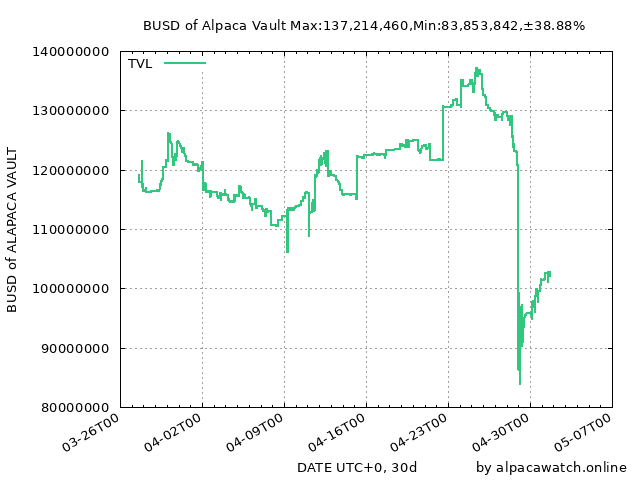 BUSD of Alpaca Vault Max:137,214,460,Min:83,853,842,±38.88%
TVL
140000000
130000000
120000000
110000000
100000000
90000000
80000000
BUSD of ALAPACA VAULT
03-26T00
04-02T00
04-09T00
04-16T00
04-23T00
04-30T00
05-07T00
DATE UTC+0, 30d
by alpacawatch.online